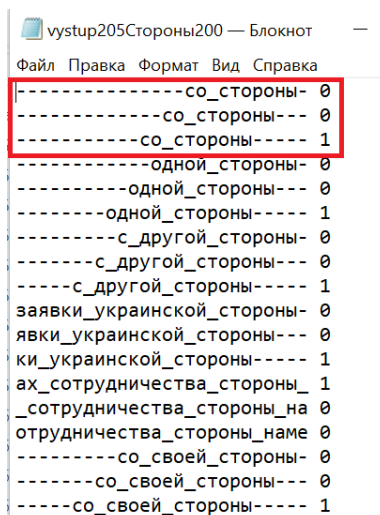 vystup205Стороны200 — Блокнот
Файл Правка Формат Вид Справка
---------------со_стороны- 0
-------------со_стороны--- 0
-----------со_стороны----- 1
------------одной_стороны- 0
----------одной_стороны--- 0
--------одной_стороны----- 1
---------с_другой_стороны- 0
-------с_другой_стороны--- 0
-----с_другой_стороны----- 1
заявки_украинской_стороны- 0
явки_украинской_стороны--- 0
ки_украинской_стороны----- 1
ах_сотрудничества_стороны_ 1
_сотрудничества_стороны_на 0
отрудничества_стороны_наме 0
---------со_своей_стороны- 0
-------со_своей_стороны--- 0
-----со_своей_стороны----- 1